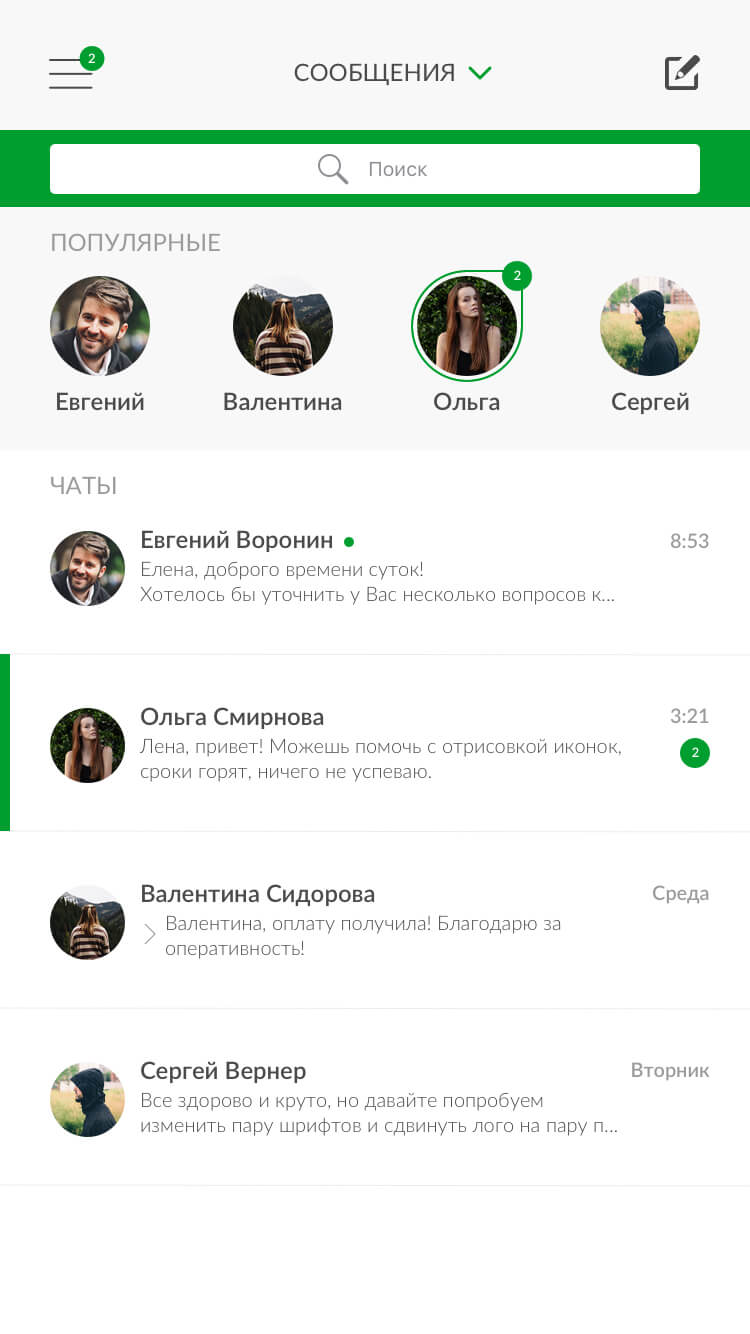 2
СООБЩЕНИЯ
Поиск
ПОПУЛЯРНЫЕ
2
Евгений
Валентина
Ольга
Сергей
ЧАТЫ
Евгений Воронин
8:53
Елена, доброго времени суток!
Хотелось бы уточнить у Вас несколько вопросов к...
Ольга Смирнова
3:21
Лена, привет! Можешь помочь с отрисовкой иконок,
2
сроки горят, ничего не успеваю.
Валентина Сидорова
Среда
Валентина, оплату получила! Благодарю за
оперативность!
Сергей Вернер
Вторник
Все здорово и круто, но давайте попробуем
изменить пару шрифтов и сдвинуть лого на пару п...